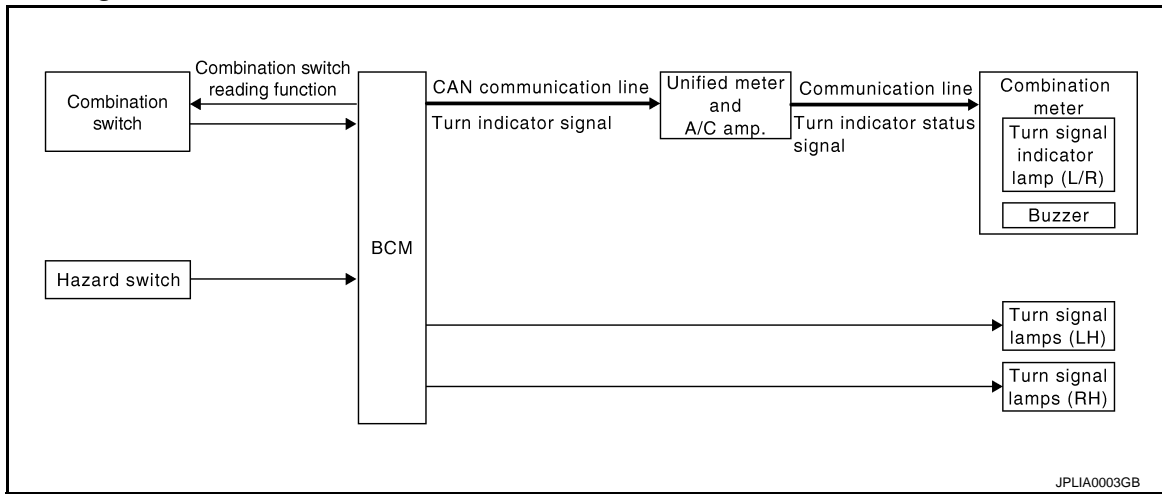 Combination switch
reading function
Combination
switch
Hazard switch
BCM
CAN communication line
Turn indicator signal
Unified meter
and
A/C amp.
Communication line
Turn indicator status
signal
Combination
meter
Turn signal
indicator
lamp (L/R)
Buzzer
Turn signal
lamps (LH)
Turn signal
lamps (RH)
JPLIA0003GB